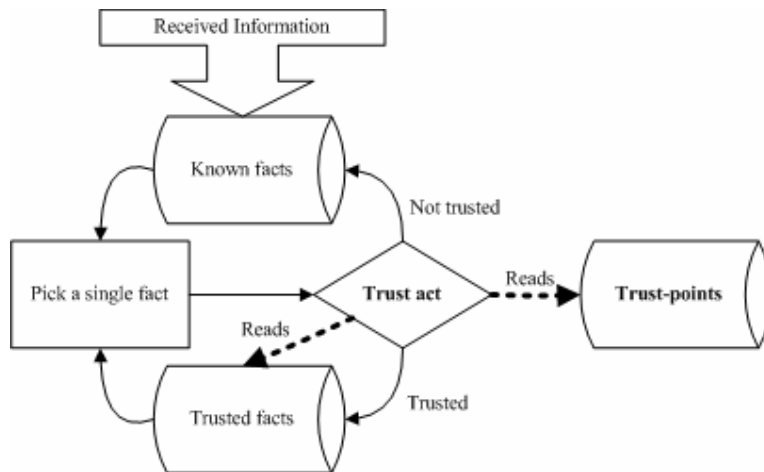 Received Information
Known facts
Not trusted
Pick a single fact
Trust act
Reads
Trust-points
Reads
Trusted facts
Trusted